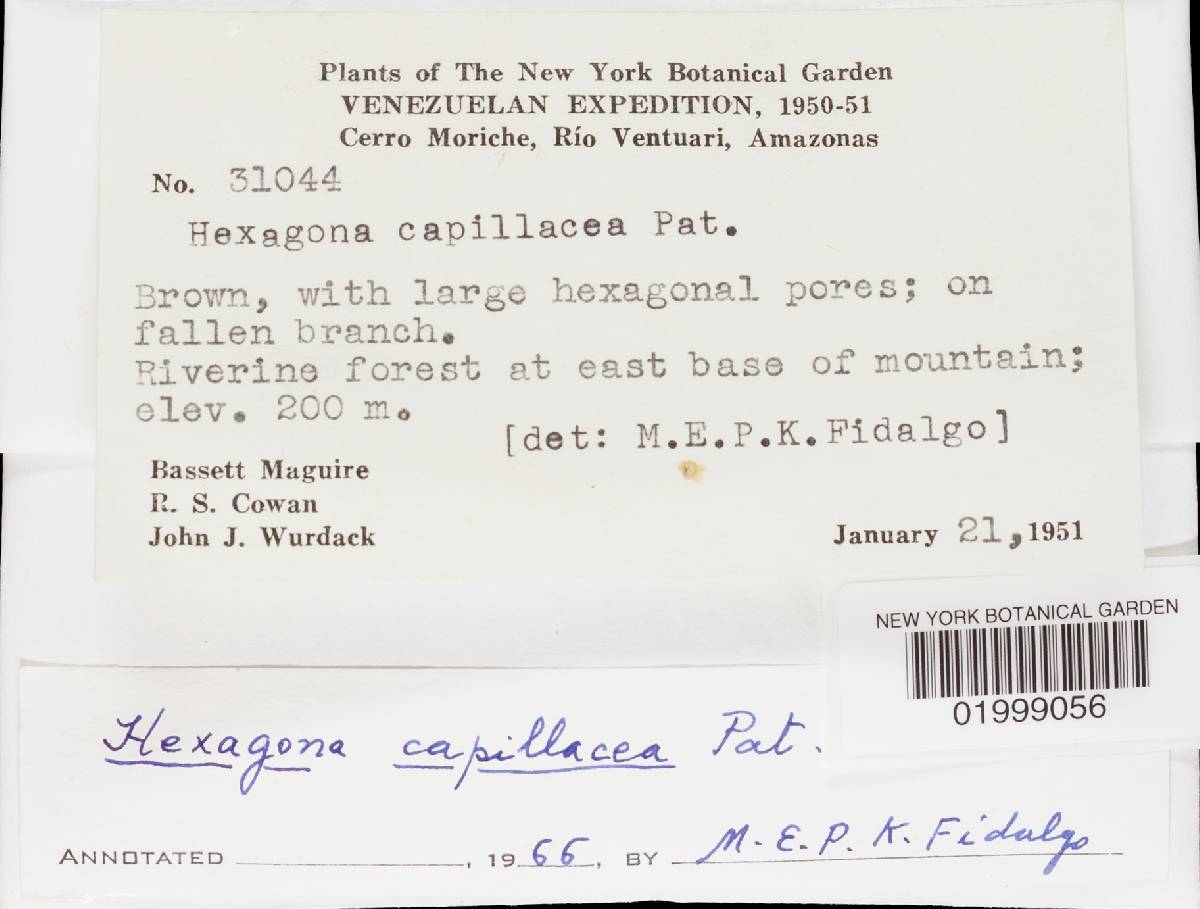 Plants of The New York Botanical Garden
VENEZUELAN EXPEDITION, 1950-51
Cerro Moriche, Río Ventuari, Amazonas
No. 31044
Hexagona capillacea Pat.
Brown, with large hexagonal pores; on
fallen branch.
Riverine forest at east base of mountain;
elev. 200 m.
[det: M.E.P.K.Fidalgo]
Bassett Maguire
R. S. Cowan
John J. Wurdack
January 21, 1951
NEW YORK BOTANICAL GARDEN
01999056
Hexagona capillacea Pat.
ANNOTATED , 1966, BY M. E. P. K. Fidalgo